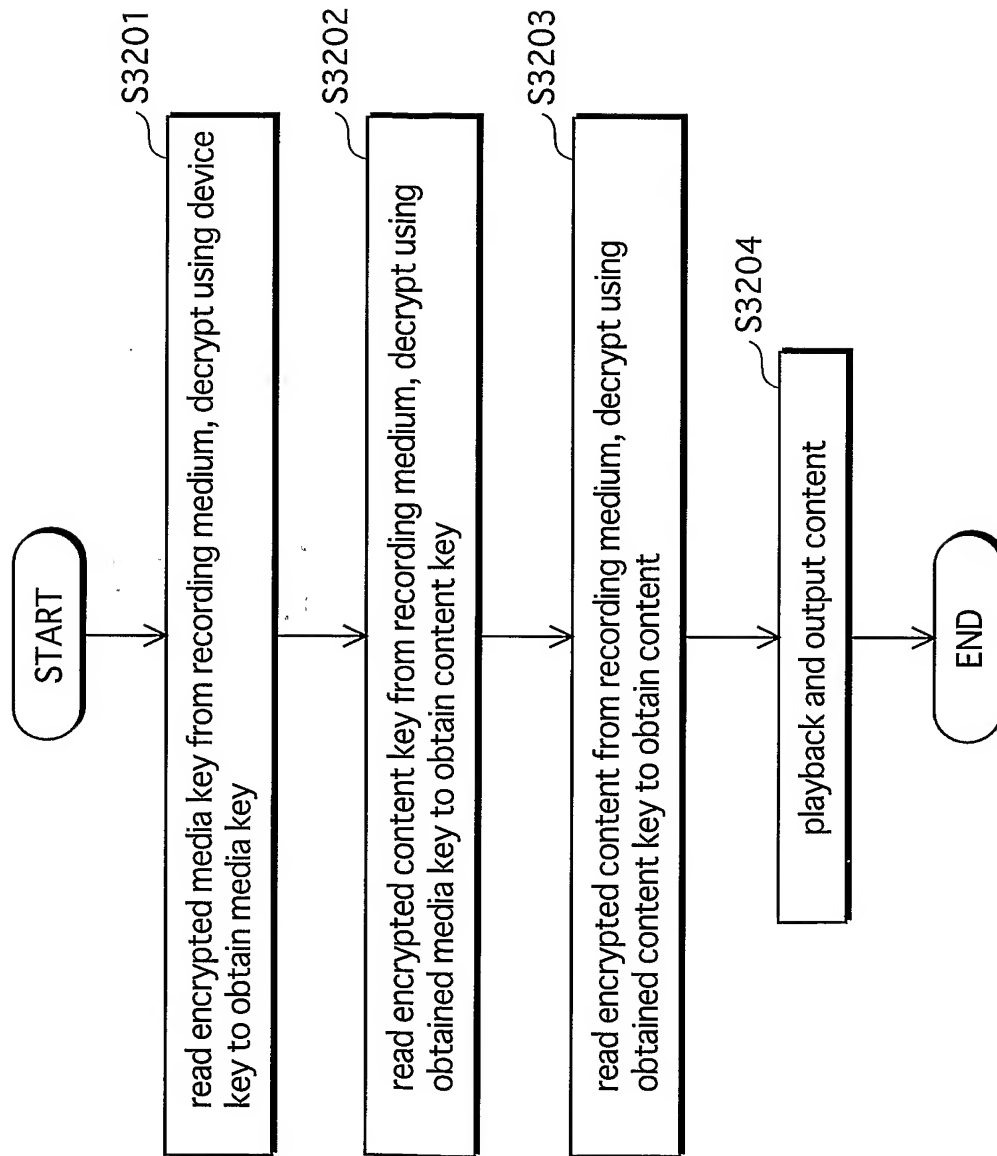 START
S3201
read encrypted media key from recording medium, decrypt using device
key to obtain media key
S3202
read encrypted content key from recording medium, decrypt using
obtained media key to obtain content key
S3203
read encrypted content from recording medium, decrypt using
obtained content key to obtain content
S3204
playback and output content
END